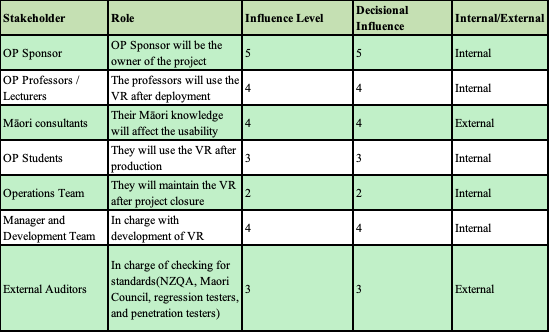 Stakeholder Role Influence Level Decisional Influence Internal/External
OP Sponsor OP Sponsor will be the owner of the project 5 5 Internal
OP Professors / Lecturers The professors will use the VR after deployment 4 4 Internal
Māori consultants Their Māori knowledge will affect the usability 4 4 External
OP Students They will use the VR after production 3 3 Internal
Operations Team They will maintain the VR after project closure 2 2 Internal
Manager and Development Team In charge with development of VR 4 4 Internal
External Auditors In charge of checking for standards(NZQA, Maori Council, regression testers, and penetration testers) 3 3 External